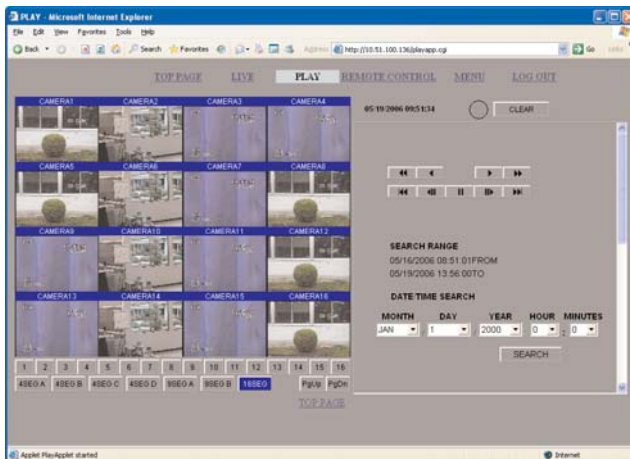 PLAY - Microsoft Internet Explorer
File Edit View Favorites Tools Help
Back Search Favorites Address http://10.51.100.136/playapp.cgi Go Links
TOP PAGE LIVE PLAY REMOTE CONTROL MENU LOG OUT
CAMERA1 CAMERA2 CAMERA3 CAMERA4
05/19/2006 09:51:34 CLEAR
CAMERA5 CAMERA6 CAMERA7 CAMERA8
CAMERA9 CAMERA10 CAMERA11 CAMERA12
CAMERA13 CAMERA14 CAMERA15 CAMERA16
SEARCH RANGE
05/16/2006 08:51:01FROM
05/19/2006 13:56:00TO
DATE/TIME SEARCH
MONTH DAY YEAR HOUR MINUTES
JAN / 1 / 2000 0 : 0
SEARCH
1 2 3 4 5 6 7 8 9 10 11 12 13 14 15 16
4SEG A 4SEG B 4SEG C 4SEG D 9SEG A 9SEG B 16SEG PgUp PgDn
TOP PAGE
Applet PlayApplet started Internet